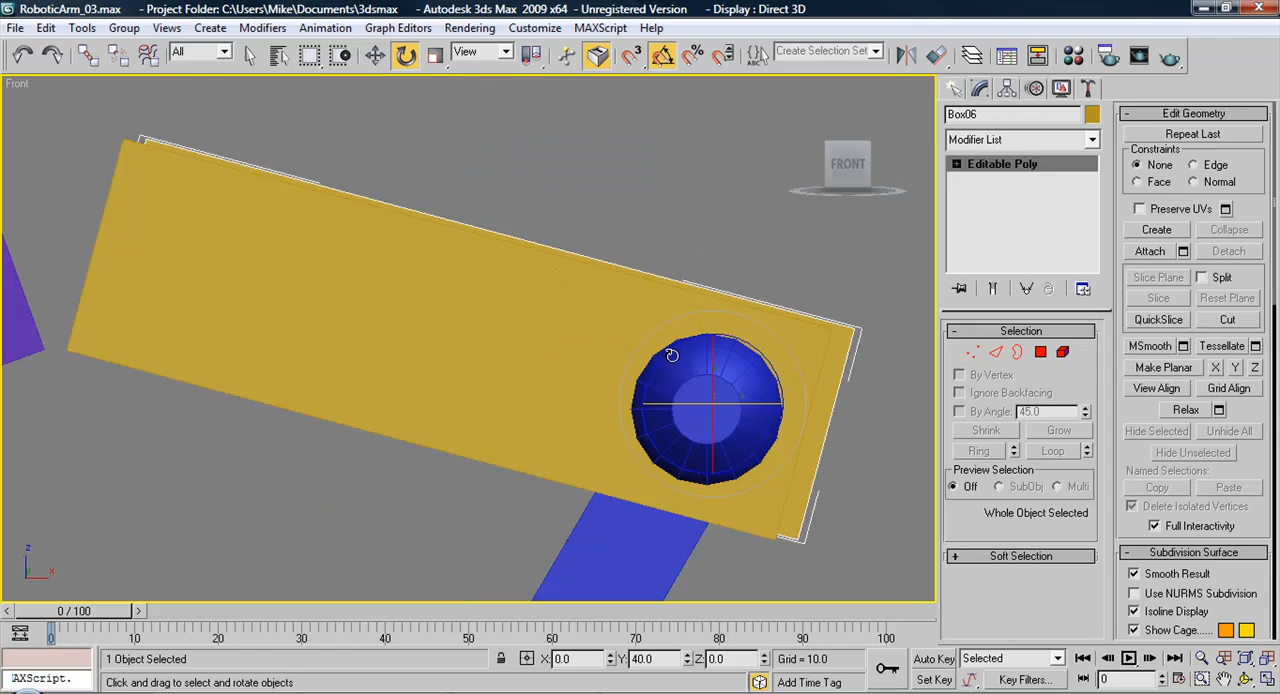 RoboticArm_03.max - Project Folder: C:\Users\Mike\Documents\3dsmax - Autodesk 3ds Max 2009 x64 - Unregistered Version - Display : Direct 3D
File Edit Tools Group Views Create Modifiers Animation Graph Editors Rendering Customize MAXScript Help
All View 3 % ABC Create Selection Set
Front
FRONT
z
x
Box06
Modifier List
Editable Poly
- Selection
By Vertex
Ignore Backfacing
By Angle: 45.0
Shrink Grow
Ring Loop
Preview Selection
Off SubObj Multi
Whole Object Selected
+ Soft Selection
- Edit Geometry
Repeat Last
Constraints
None Edge
Face Normal
Preserve UVs
Create Collapse
Attach Detach
Slice Plane Split
Slice Reset Plane
QuickSlice Cut
MSmooth Tessellate
Make Planar X Y Z
View Align Grid Align
Relax
Hide Selected Unhide All
Hide Unselected
Named Selections:
Copy Paste
Delete Isolated Vertices
Full Interactivity
- Subdivision Surface
Smooth Result
Use NURMS Subdivision
Isoline Display
Show Cage......
< 0 / 100 >
0 10 20 30 40 50 60 70 80 90 100
1 Object Selected X: 0.0 Y: 40.0 Z: 0.0 Grid = 10.0 Auto Key Selected
AXScript. Click and drag to select and rotate objects Add Time Tag Set Key Key Filters... 0